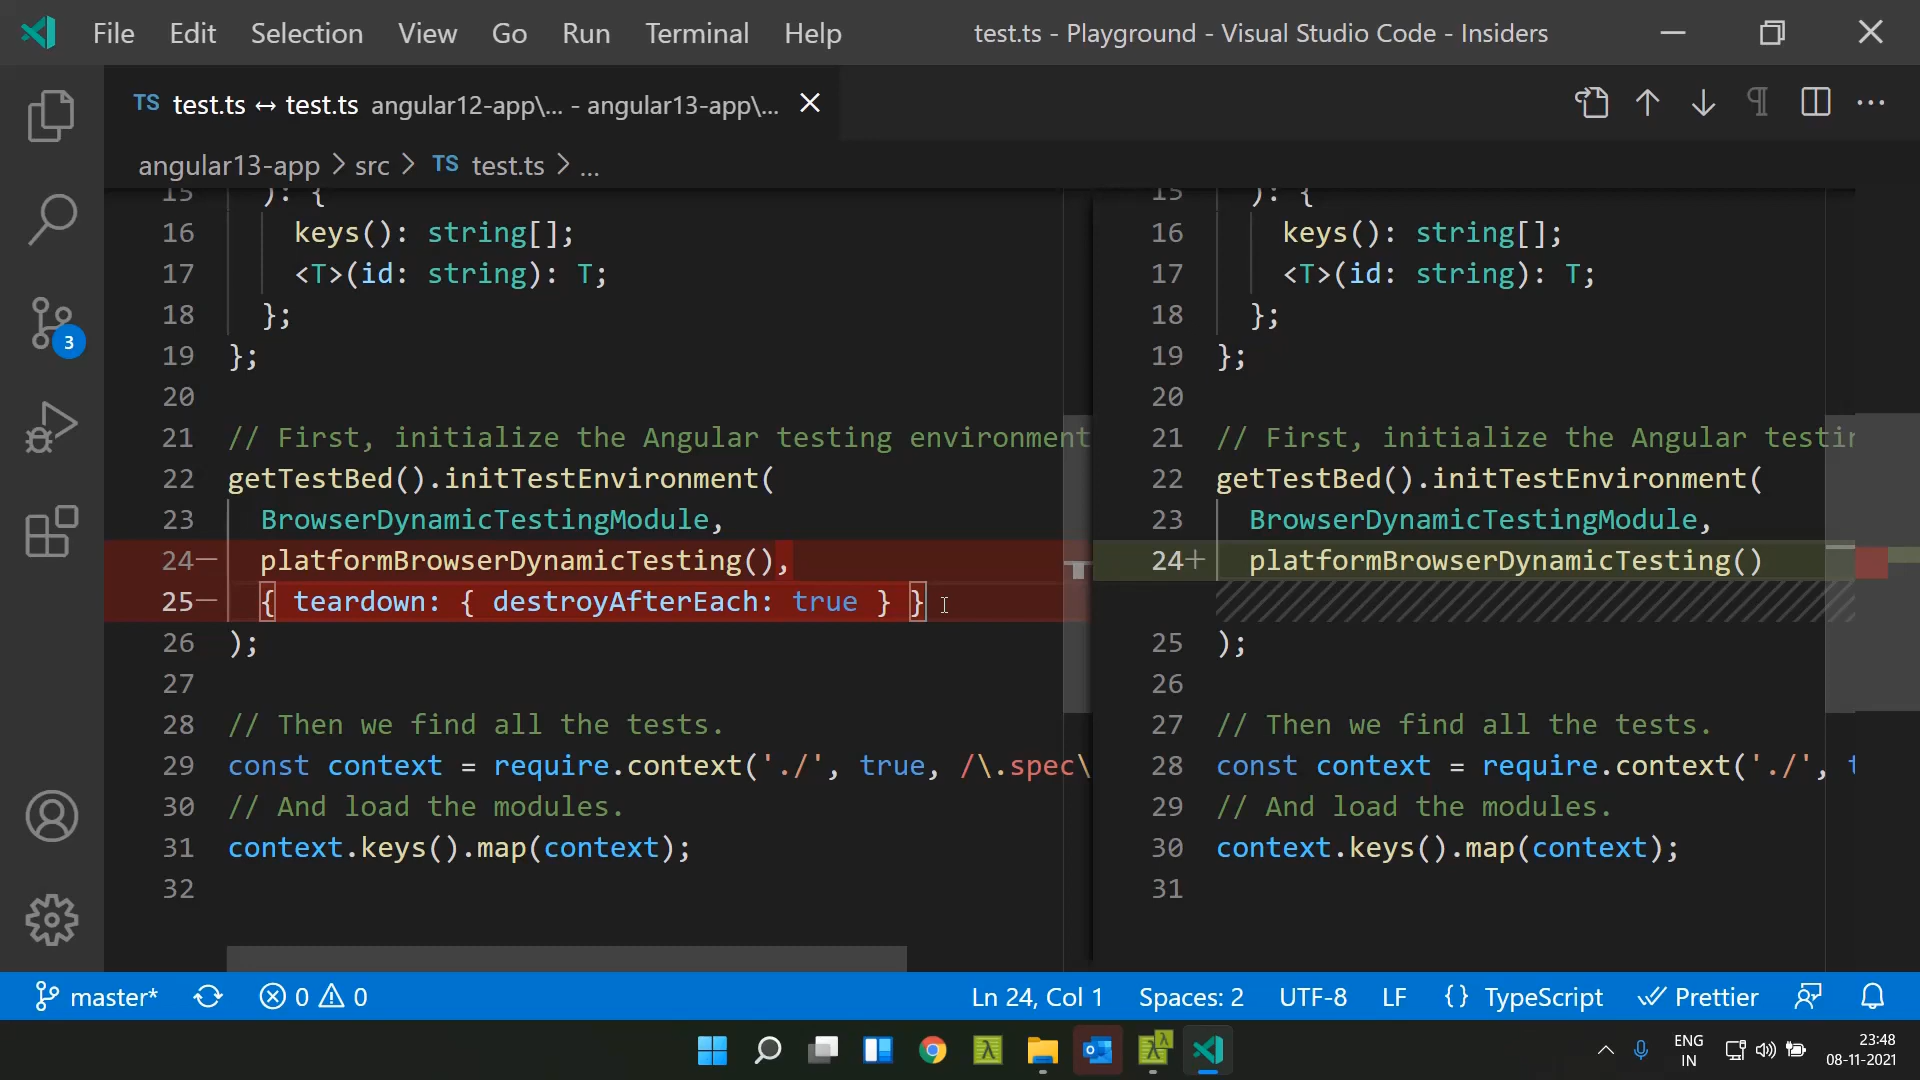 File Edit Selection View Go Run Terminal Help test.ts - Playground - Visual Studio Code - Insiders
TS test.ts ↔ test.ts angular12-app\... - angular13-app\...
angular13-app > src > TS test.ts > ...
15 ): {
16 keys(): string[];
17 <T>(id: string): T;
18 };
19 };
20
21 // First, initialize the Angular testing environment
22 getTestBed().initTestEnvironment(
23 BrowserDynamicTestingModule,
24— platformBrowserDynamicTesting(),
25— { teardown: { destroyAfterEach: true } }
26 );
27
28 // Then we find all the tests.
29 const context = require.context('./', true, /\.spec\
30 // And load the modules.
31 context.keys().map(context);
32
15 ): {
16 keys(): string[];
17 <T>(id: string): T;
18 };
19 };
20
21 // First, initialize the Angular testin
22 getTestBed().initTestEnvironment(
23 BrowserDynamicTestingModule,
24+ platformBrowserDynamicTesting()
25 );
26
27 // Then we find all the tests.
28 const context = require.context('./', t
29 // And load the modules.
30 context.keys().map(context);
31
3
master* 0 0 Ln 24, Col 1 Spaces: 2 UTF-8 LF {} TypeScript Prettier
ENG
IN
23:48
08-11-2021